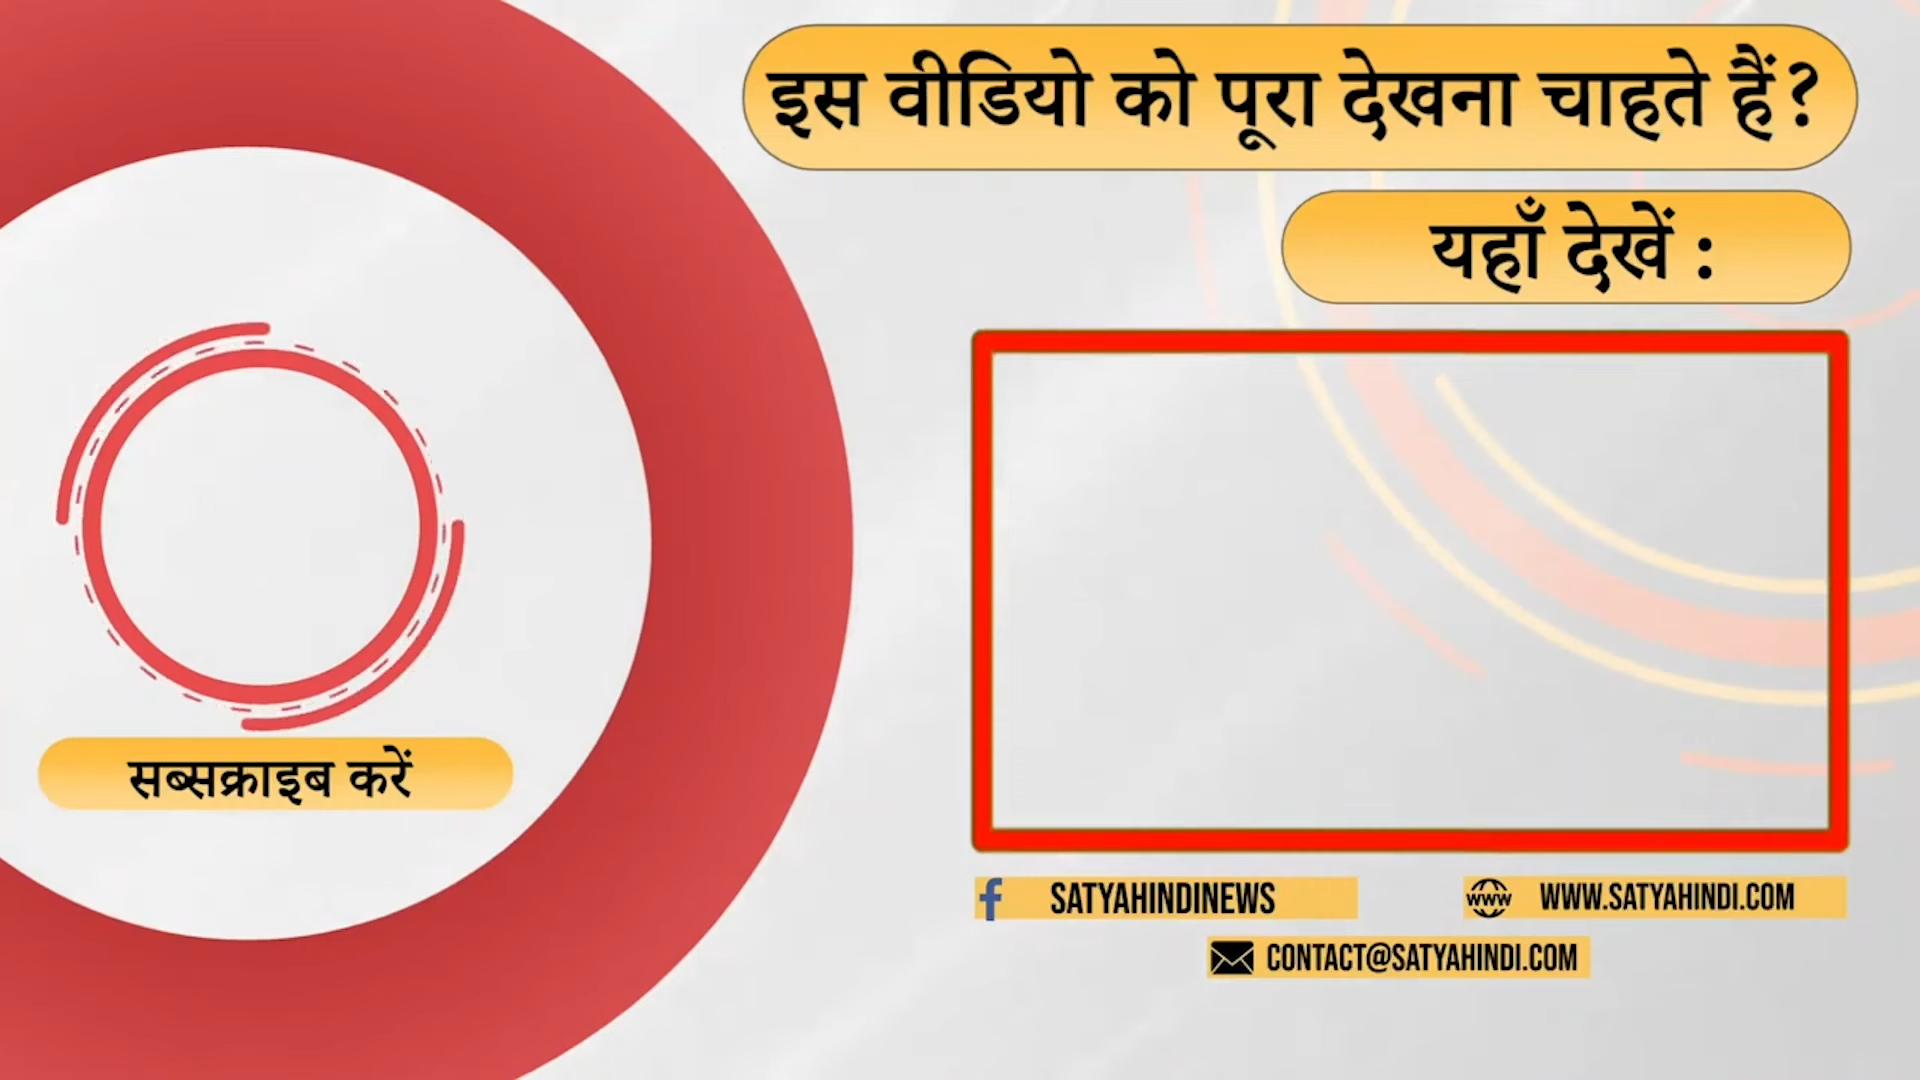 इस वीडियो को पूरा देखना चाहते हैं?
यहाँ देखें :
सब्सक्राइब करें
SATYAHINDINEWS
WWW WWW.SATYAHINDI.COM
CONTACT@SATYAHINDI.COM